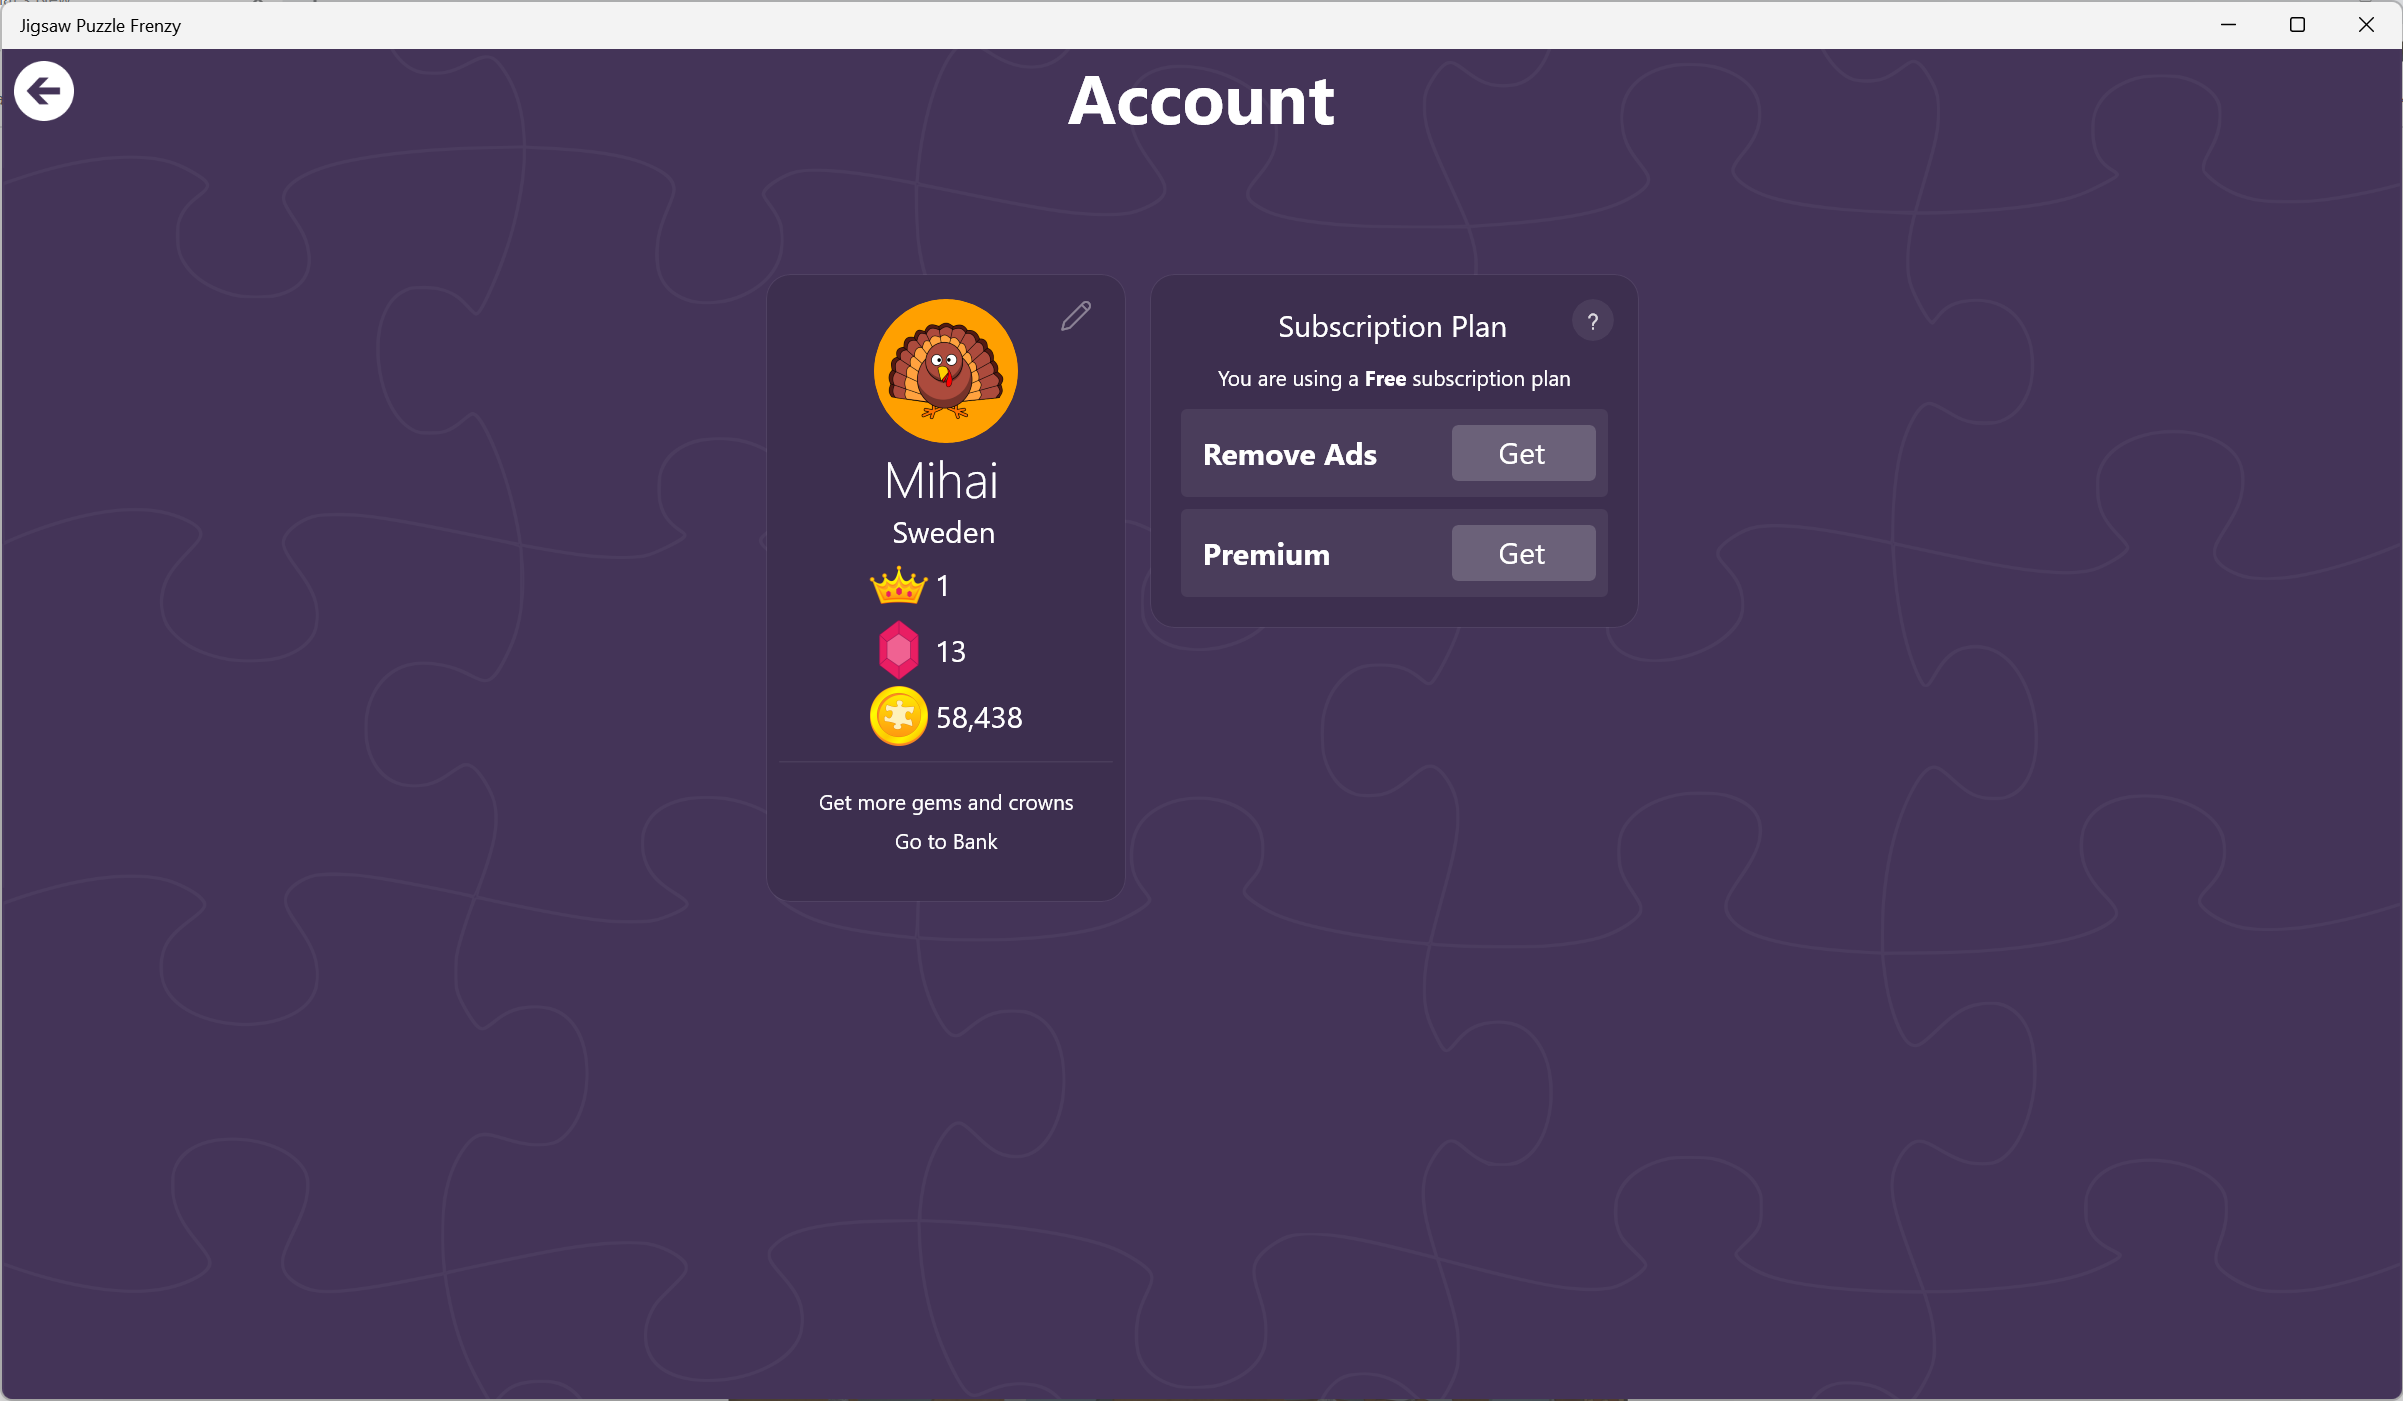 Jigsaw Puzzle Frenzy
Account
Mihai
Sweden
1
13
58,438
Get more gems and crowns
Go to Bank
Subscription Plan
?
You are using a Free subscription plan
Remove Ads
Get
Premium
Get